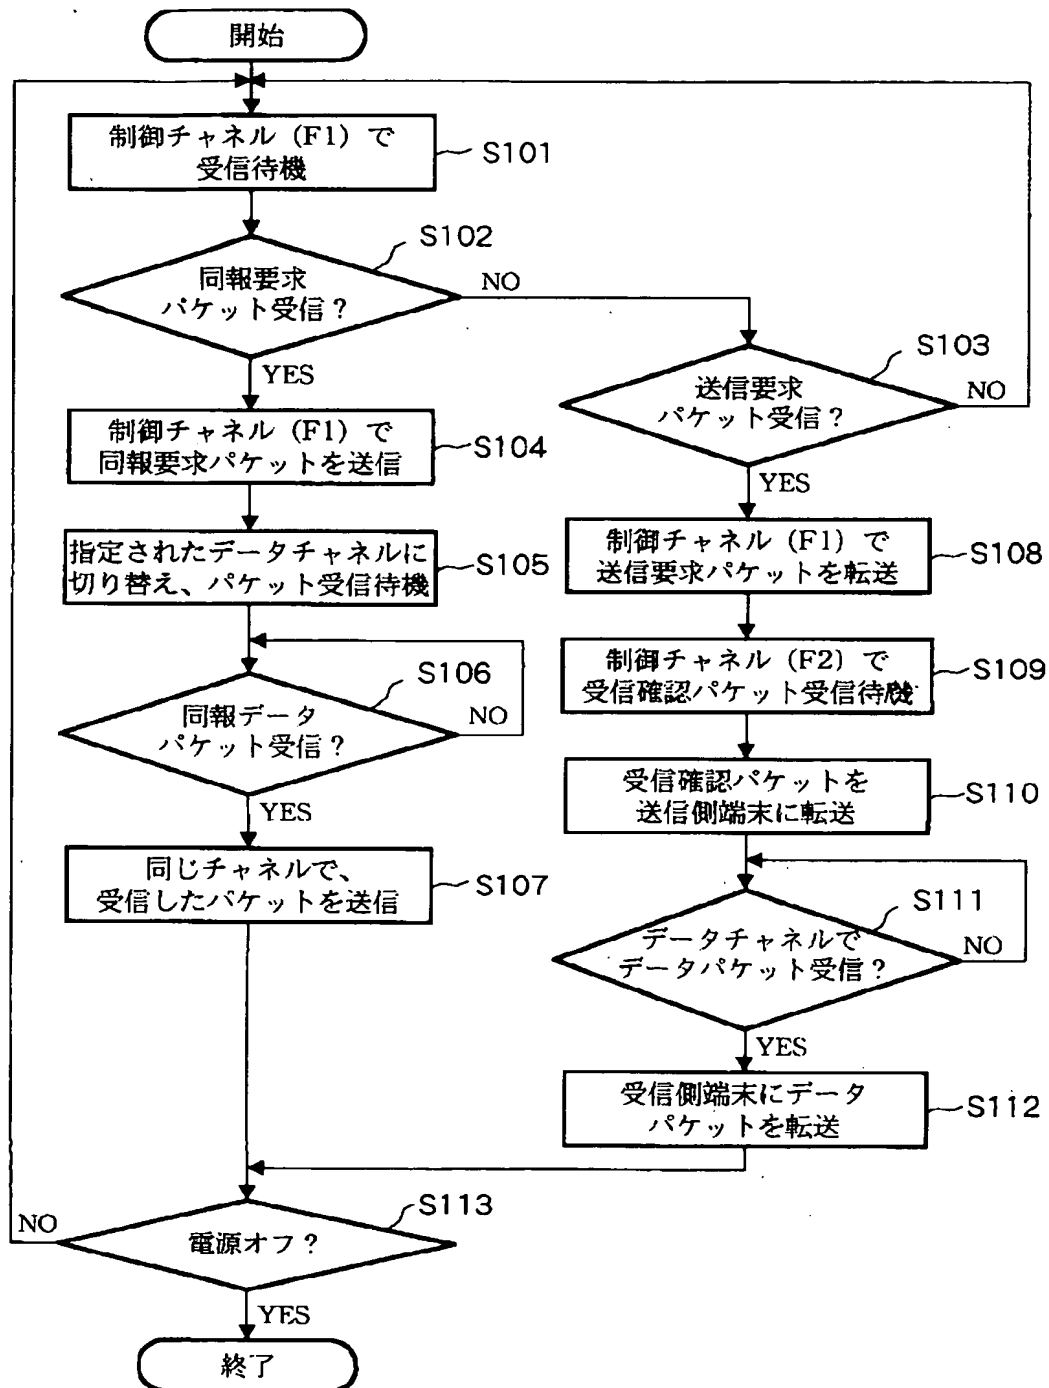 開始
制御チャネル (F1) で
受信待機
S101
同報要求
パケット受信？
S102
NO
YES
送信要求
パケット受信？
S103
NO
YES
制御チャネル (F1) で
同報要求パケットを送信
S104
指定されたデータチャネルに
切り替え、パケット受信待機
S105
同報データ
パケット受信？
S106
NO
YES
同じチャネルで、
受信したパケットを送信
S107
制御チャネル (F1) で
送信要求パケットを転送
S108
制御チャネル (F2) で
受信確認パケット受信待機
S109
受信確認パケットを
送信側端末に転送
S110
データチャネルで
データパケット受信？
S111
NO
YES
受信側端末にデータ
パケットを転送
S112
電源オフ？
S113
NO
YES
終了